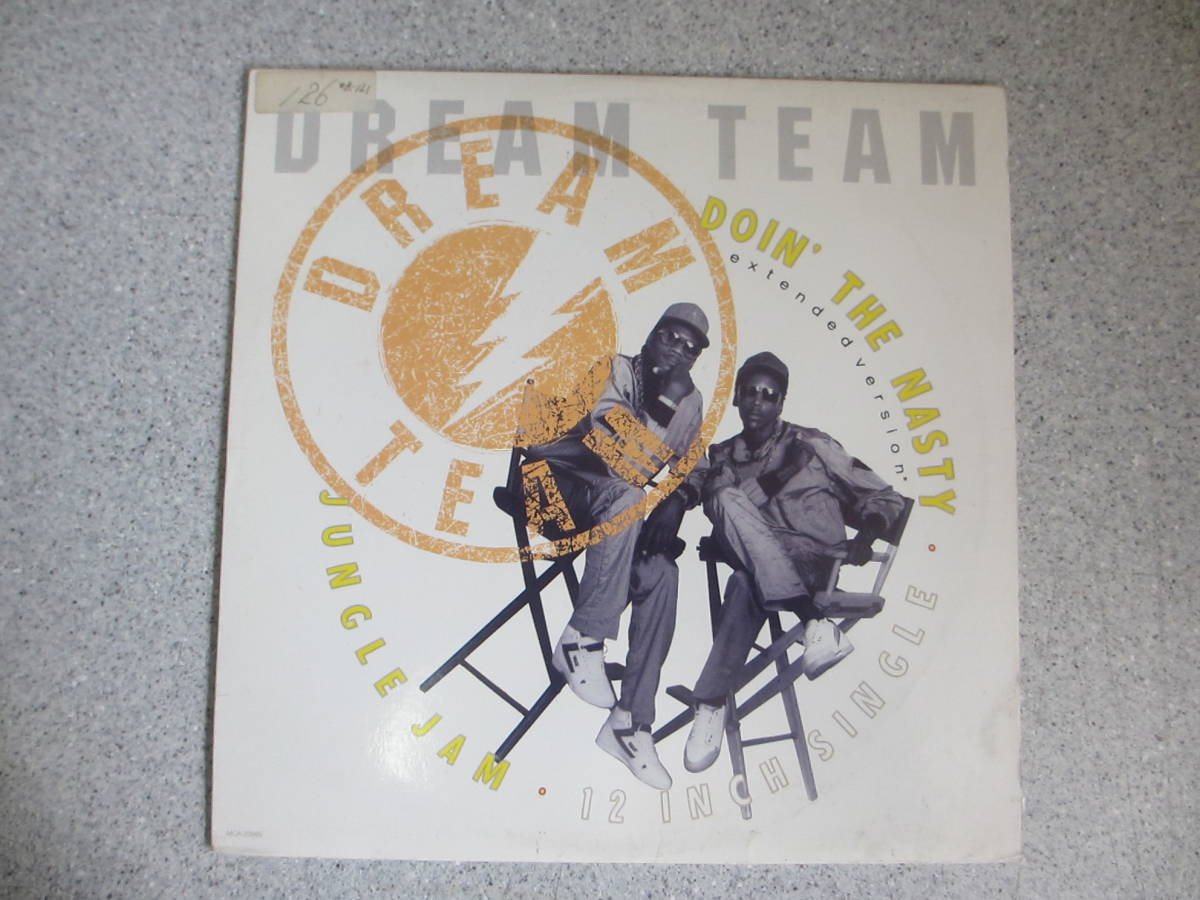 126
DREAM TEAM
DREAM
TEAM
DOIN' THE NASTY
extended version
JUNGLE JAM
12 INCH SINGLE